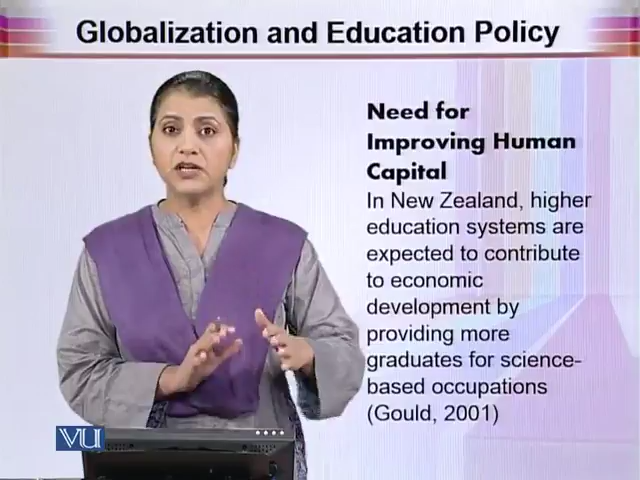 Globalization and Education Policy
Need for
Improving Human
Capital
In New Zealand, higher
education systems are
expected to contribute
to economic
development by
providing more
graduates for science-
based occupations
(Gould, 2001)
VU